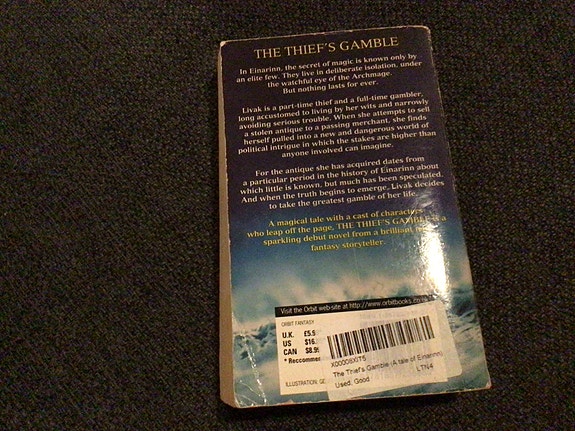 THE THIEF'S GAMBLE
In Einarinn, the secret of magic is known only by
an elite few. They live in deliberate isolation, under
the watchful eye of the Archmage.
But nothing lasts for ever.
Livak is a part-time thief and a full-time gambler,
long accustomed to living by her wits and narrowly
avoiding serious trouble. When she attempts to sell
a stolen antique to a passing merchant, she finds
herself pulled into a new and dangerous world of
political intrigue in which the stakes are higher than
anyone involved can imagine.
For the antique she has acquired dates from
a particular period in the history of Einarinn about
which little is known, but much has been speculated.
And when the truth begins to emerge, Livak decides
to take the greatest gamble of her life.
A magical tale with a cast of characters
who leap off the page, THE THIEF'S GAMBLE is a
sparkling debut novel from a brilliant
fantasy storyteller.
Visit the Orbit web-site at http://www.orbitbooks.co.uk
ORBIT FANTASY
U.K. £5.9
US $16.
CAN $8.99
* Recommen
ILLUSTRATION: GE
The Thief's Gamble (A tale of Einarinn)
Used, Good
LTN4